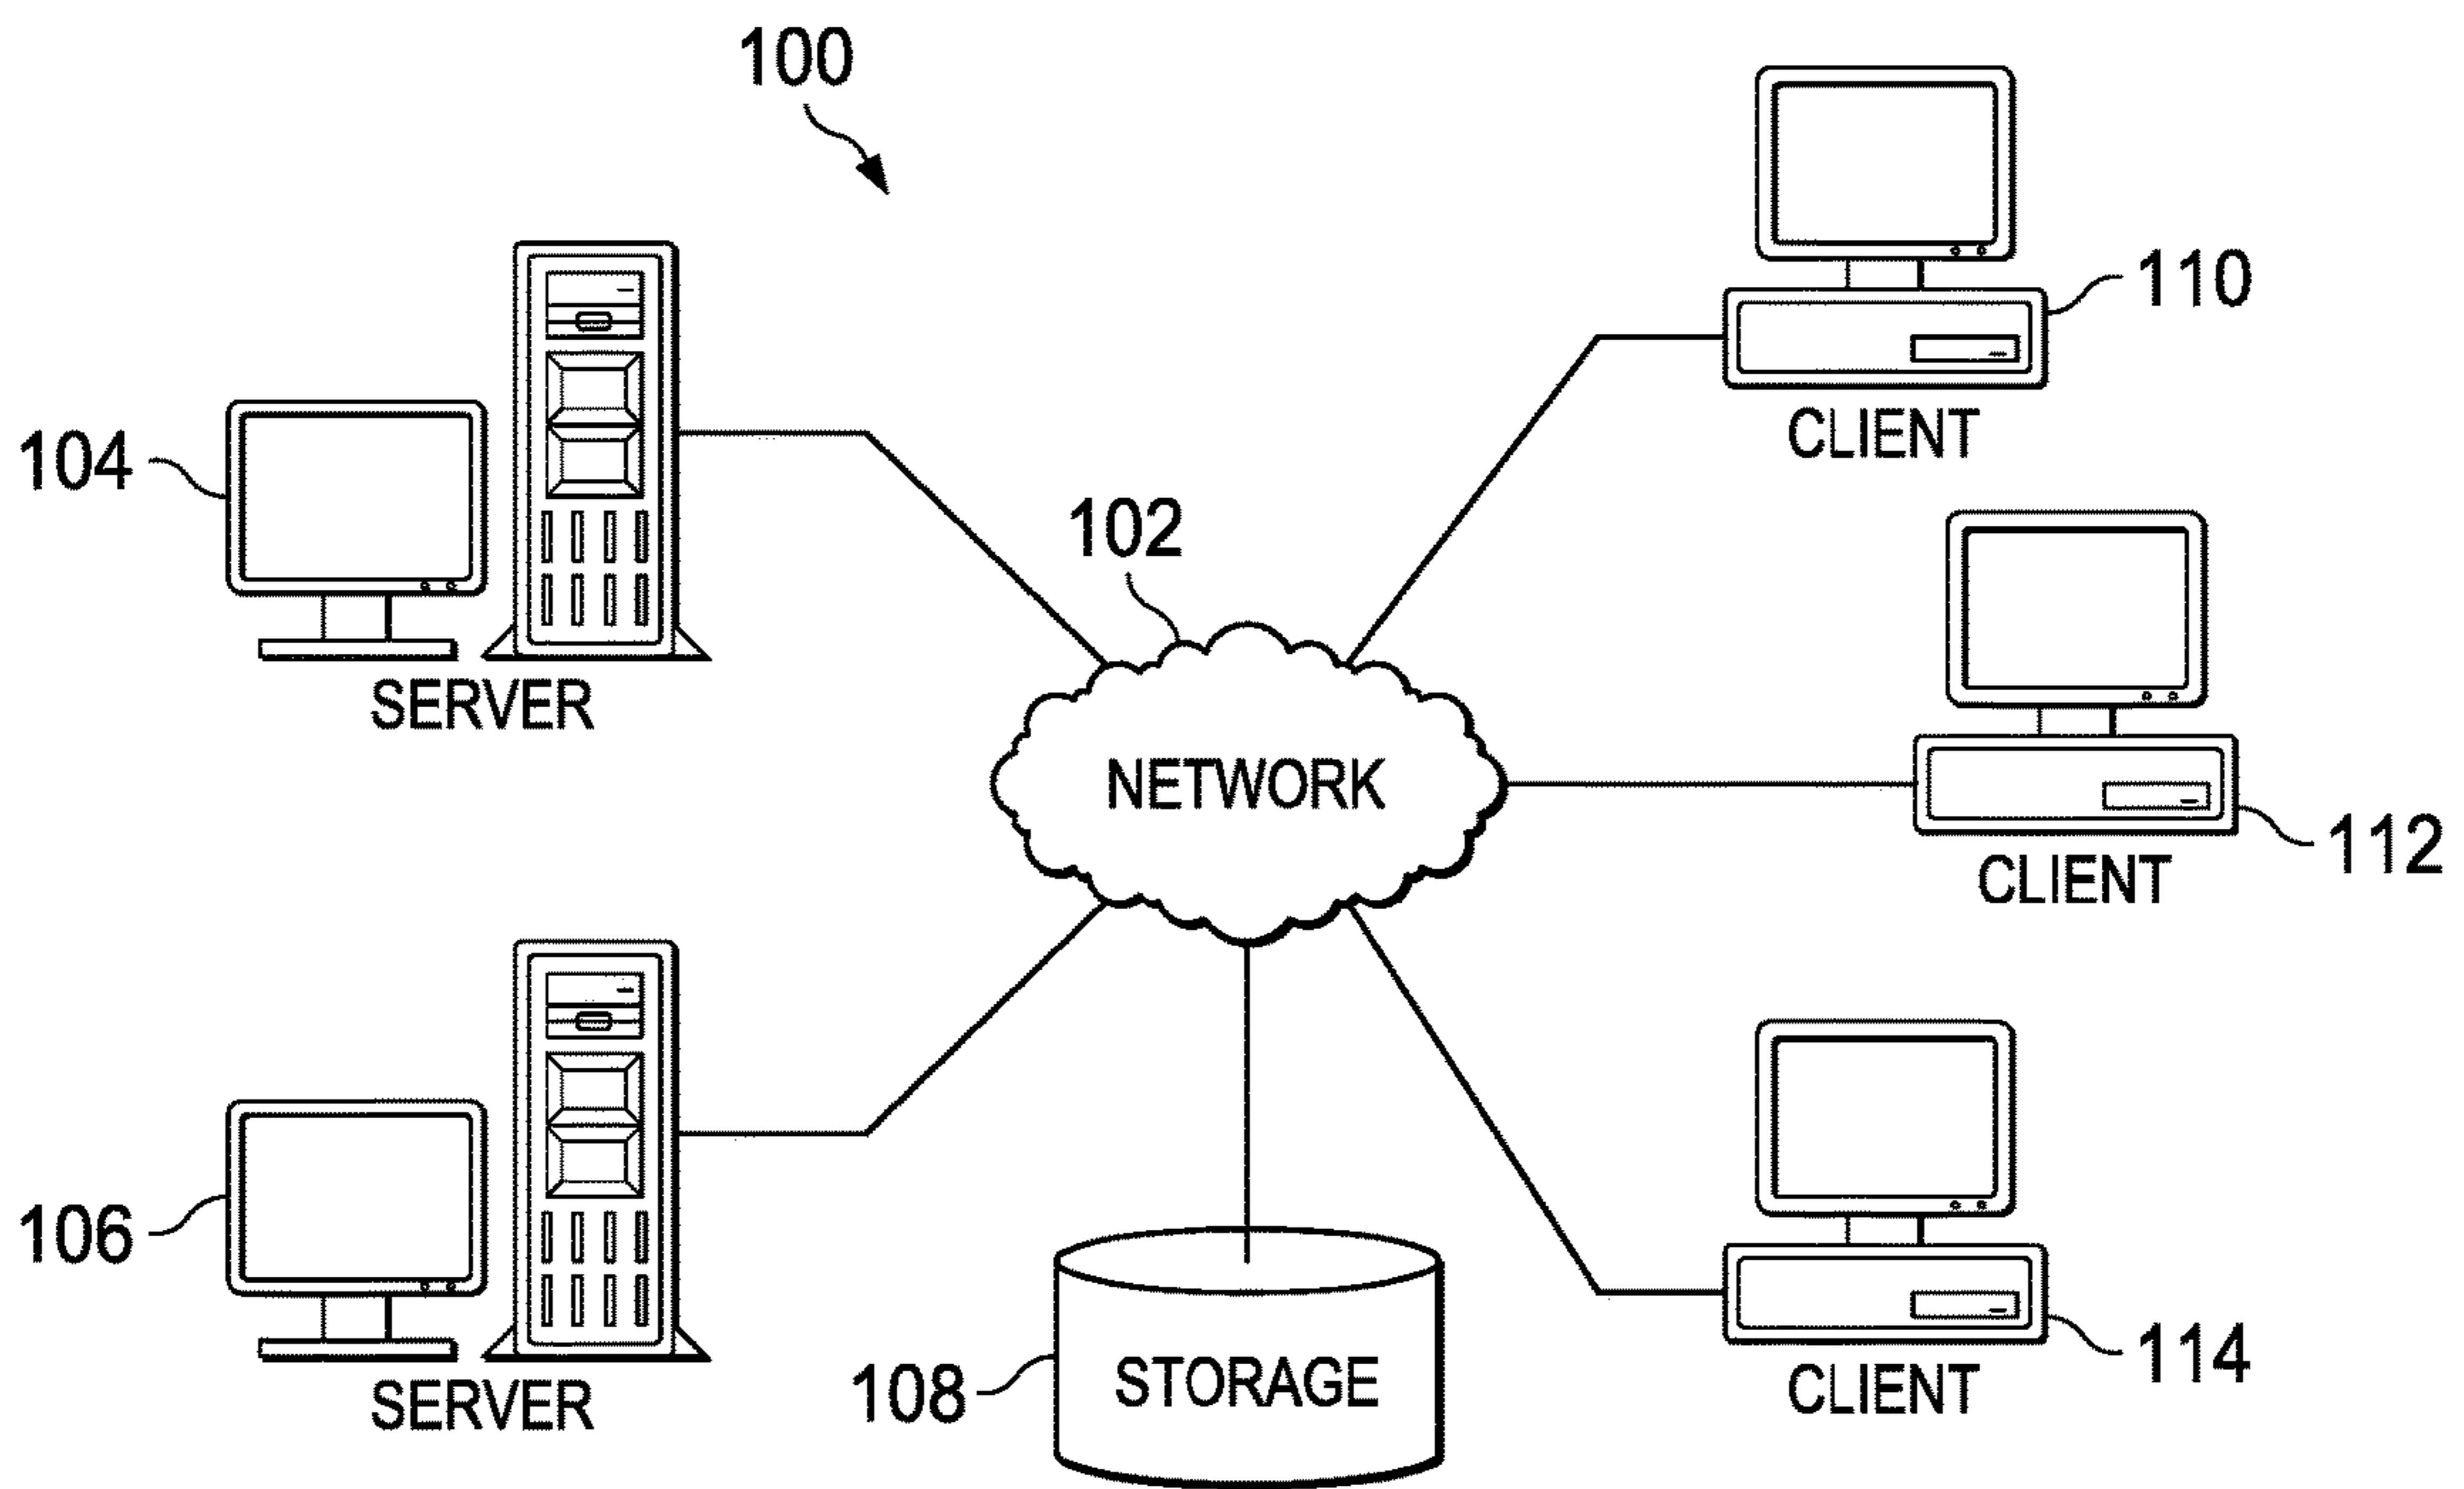 100
110
CLIENT
104
SERVER
102
NETWORK
112
CLIENT
106
SERVER
108
STORAGE
114
CLIENT